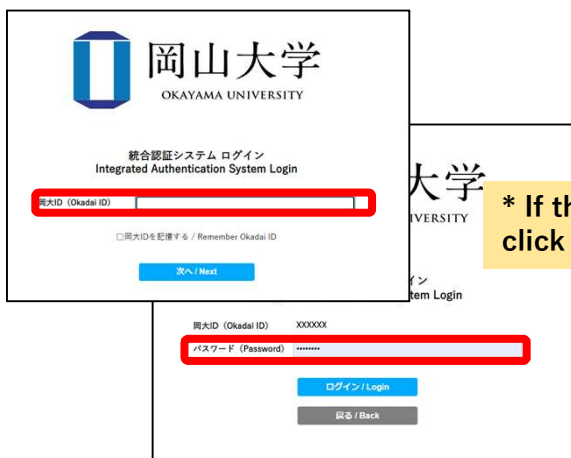 岡山大学
OKAYAMA UNIVERSITY
統合認証システム ログイン
Integrated Authentication System Login
岡大ID（Okadai ID）
□岡大IDを記憶する / Remember Okadai ID
次へ / Next
大学
IVERSITY
* If th
click
イン
tem Login
岡大ID（Okadai ID） XXXXXX
パスワード（Password） ••••••••
ログイン / Login
戻る / Back